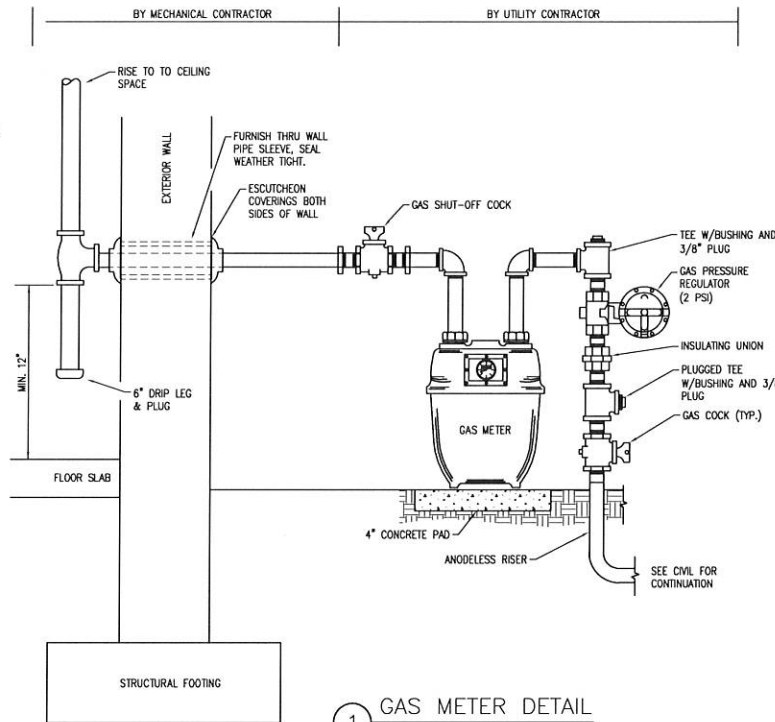 BY MECHANICAL CONTRACTOR
BY UTILITY CONTRACTOR
RISE TO TO CEILING
SPACE
EXTERIOR WALL
FURNISH THRU WALL
PIPE SLEEVE, SEAL
WEATHER TIGHT.
ESCUTCHEON
COVERINGS BOTH
SIDES OF WALL
GAS SHUT-OFF COCK
TEE W/BUSHING AND
3/8" PLUG
GAS PRESSURE
REGULATOR
(2 PSI)
INSULATING UNION
PLUGGED TEE
W/BUSHING AND 3/8
PLUG
GAS COCK (TYP.)
MIN. 12"
6" DRIP LEG
& PLUG
GAS METER
FLOOR SLAB
4" CONCRETE PAD
ANODELESS RISER
SEE CIVIL FOR
CONTINUATION
STRUCTURAL FOOTING
1
GAS METER DETAIL